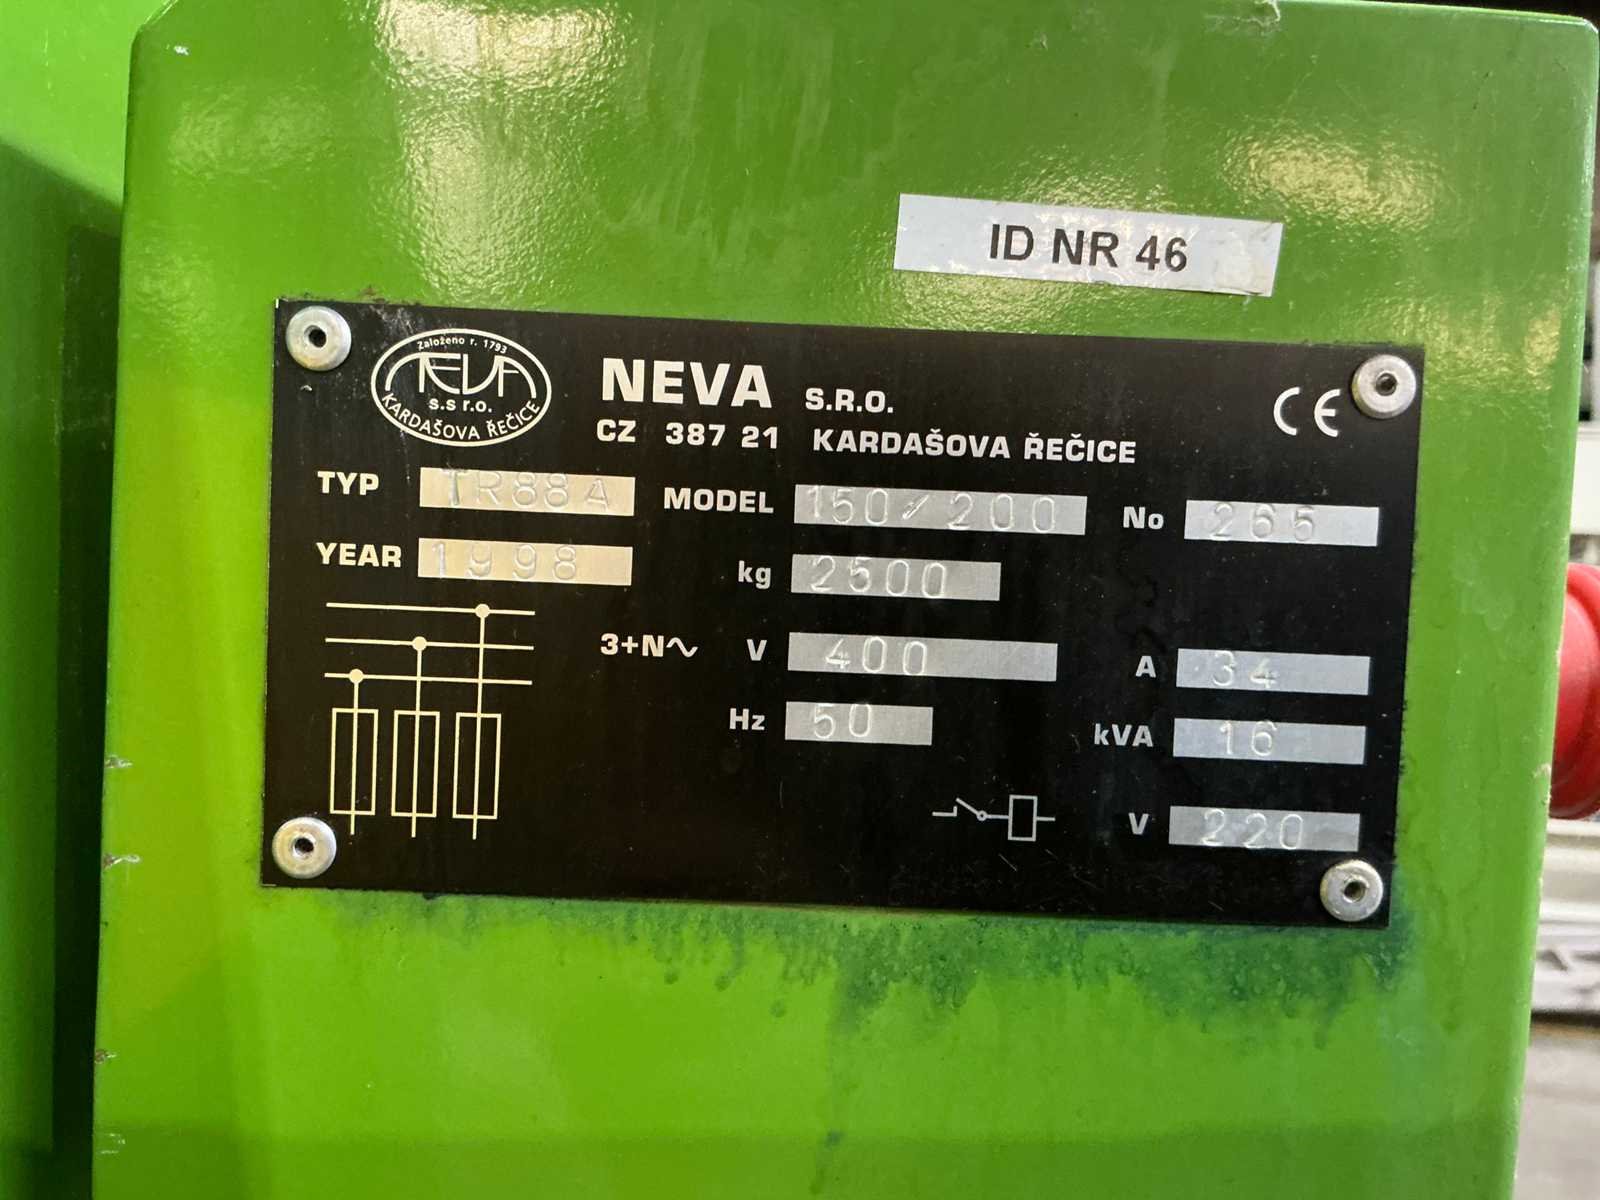 ID NR 46
Založeno r. 1793
NEVA
s.s r.o.
KARDAŠOVA ŘEČICE
NEVA S.R.O.
CZ 387 21 KARDAŠOVA ŘEČICE
CE
TYP TR88A MODEL 150/200 No 265
YEAR 1998 kg 2500
3+N~ V 400 A 34
Hz 50 kVA 16
V 220